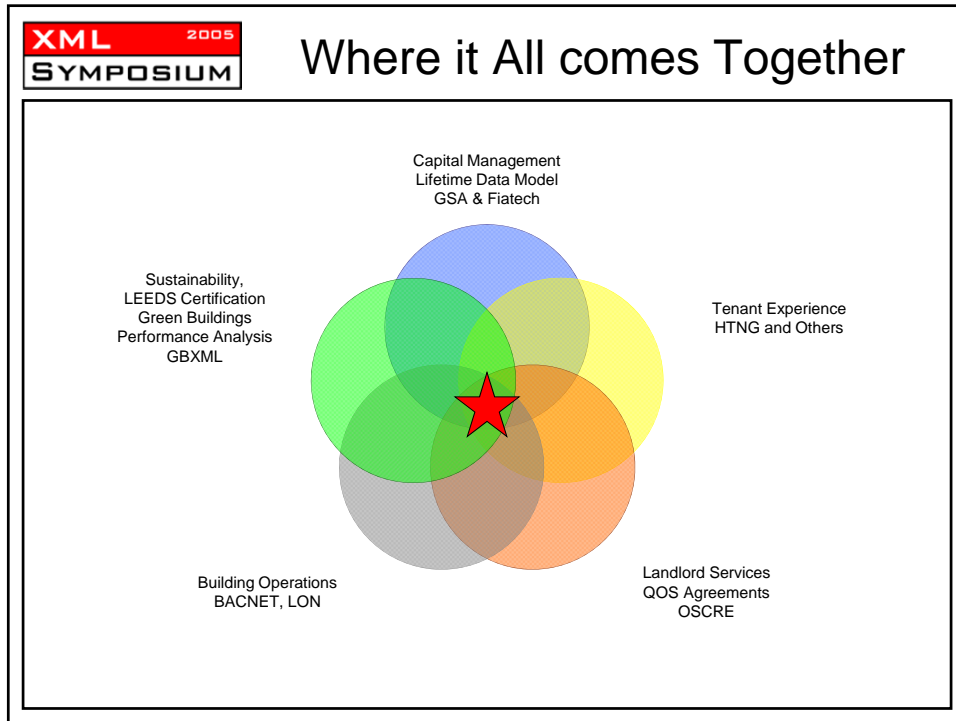 XML 2005
SYMPOSIUM
Where it All comes Together
Capital Management
Lifetime Data Model
GSA & Fiatech
Sustainability,
LEEDS Certification
Green Buildings
Performance Analysis
GBXML
Tenant Experience
HTNG and Others
Building Operations
BACNET, LON
Landlord Services
QOS Agreements
OSCRE